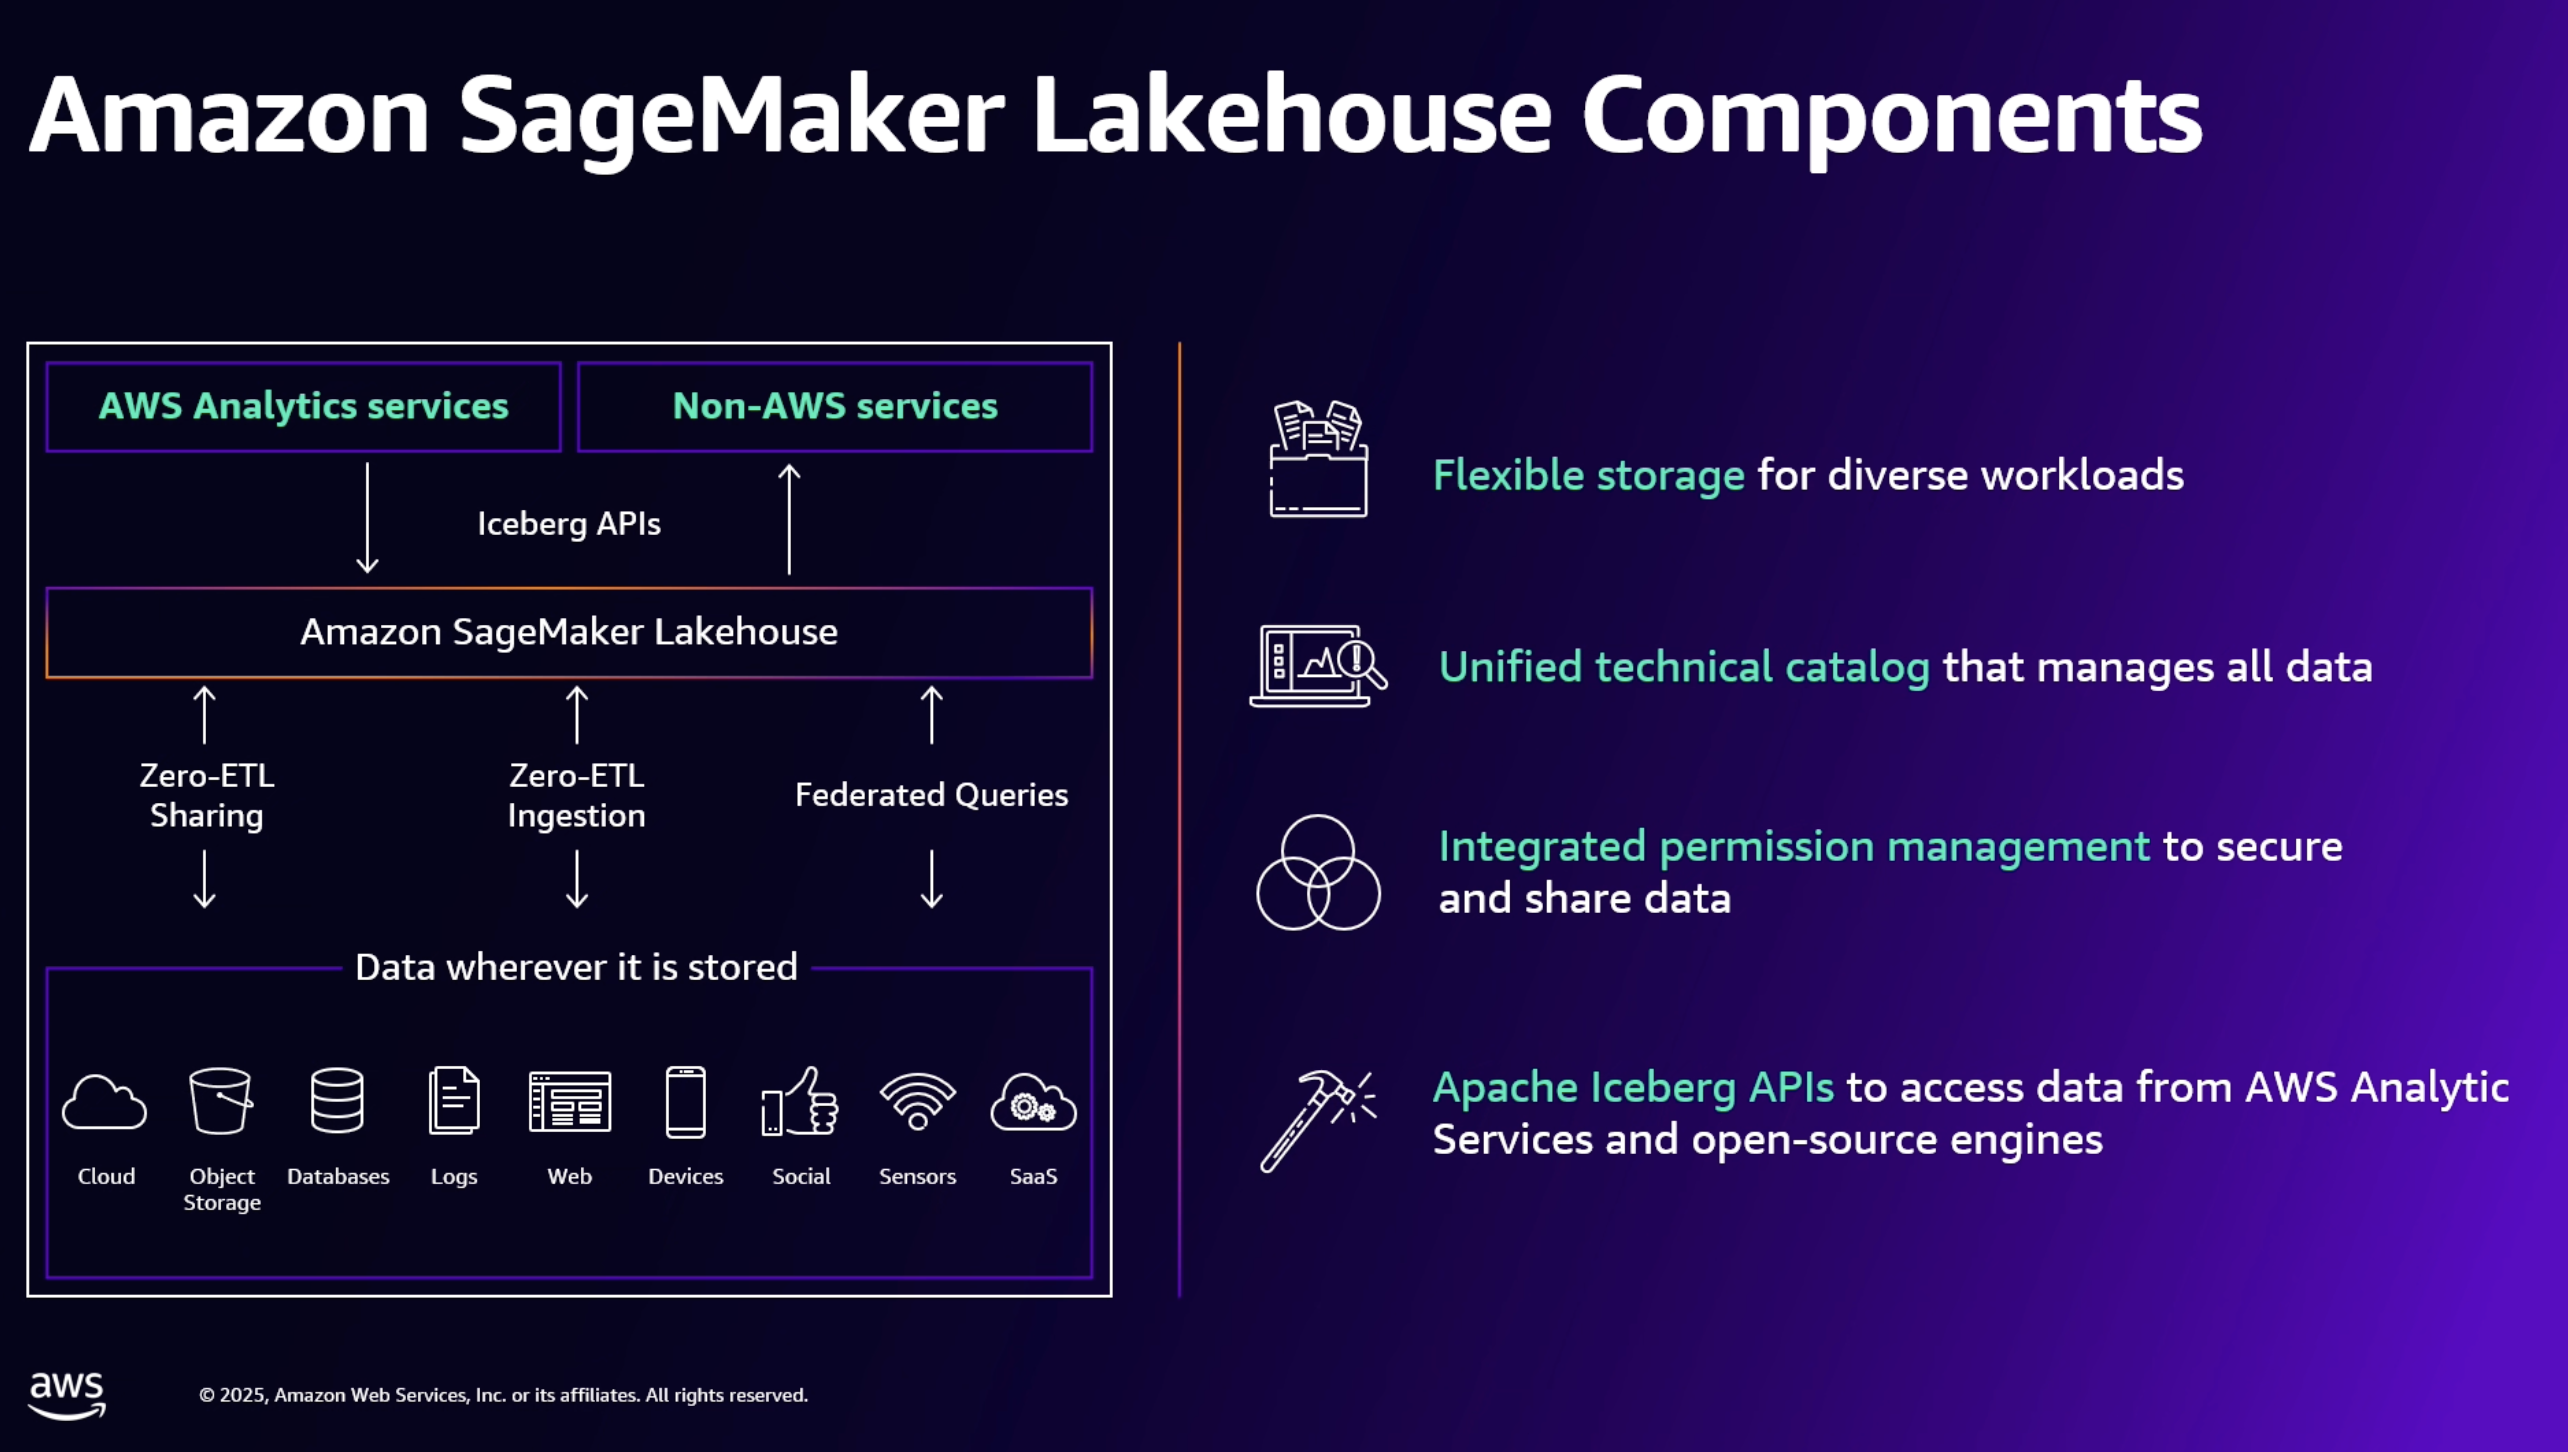 Amazon SageMaker Lakehouse Components
AWS Analytics services
Non-AWS services
Iceberg APIs
Amazon SageMaker Lakehouse
Zero-ETL
Sharing
Zero-ETL
Ingestion
Federated Queries
Data wherever it is stored
Cloud
Object
Storage
Databases
Logs
Web
Devices
Social
Sensors
SaaS
Flexible storage for diverse workloads
Unified technical catalog that manages all data
Integrated permission management to secure
and share data
Apache Iceberg APIs to access data from AWS Analytic
Services and open-source engines
aws
© 2025, Amazon Web Services, Inc. or its affiliates. All rights reserved.